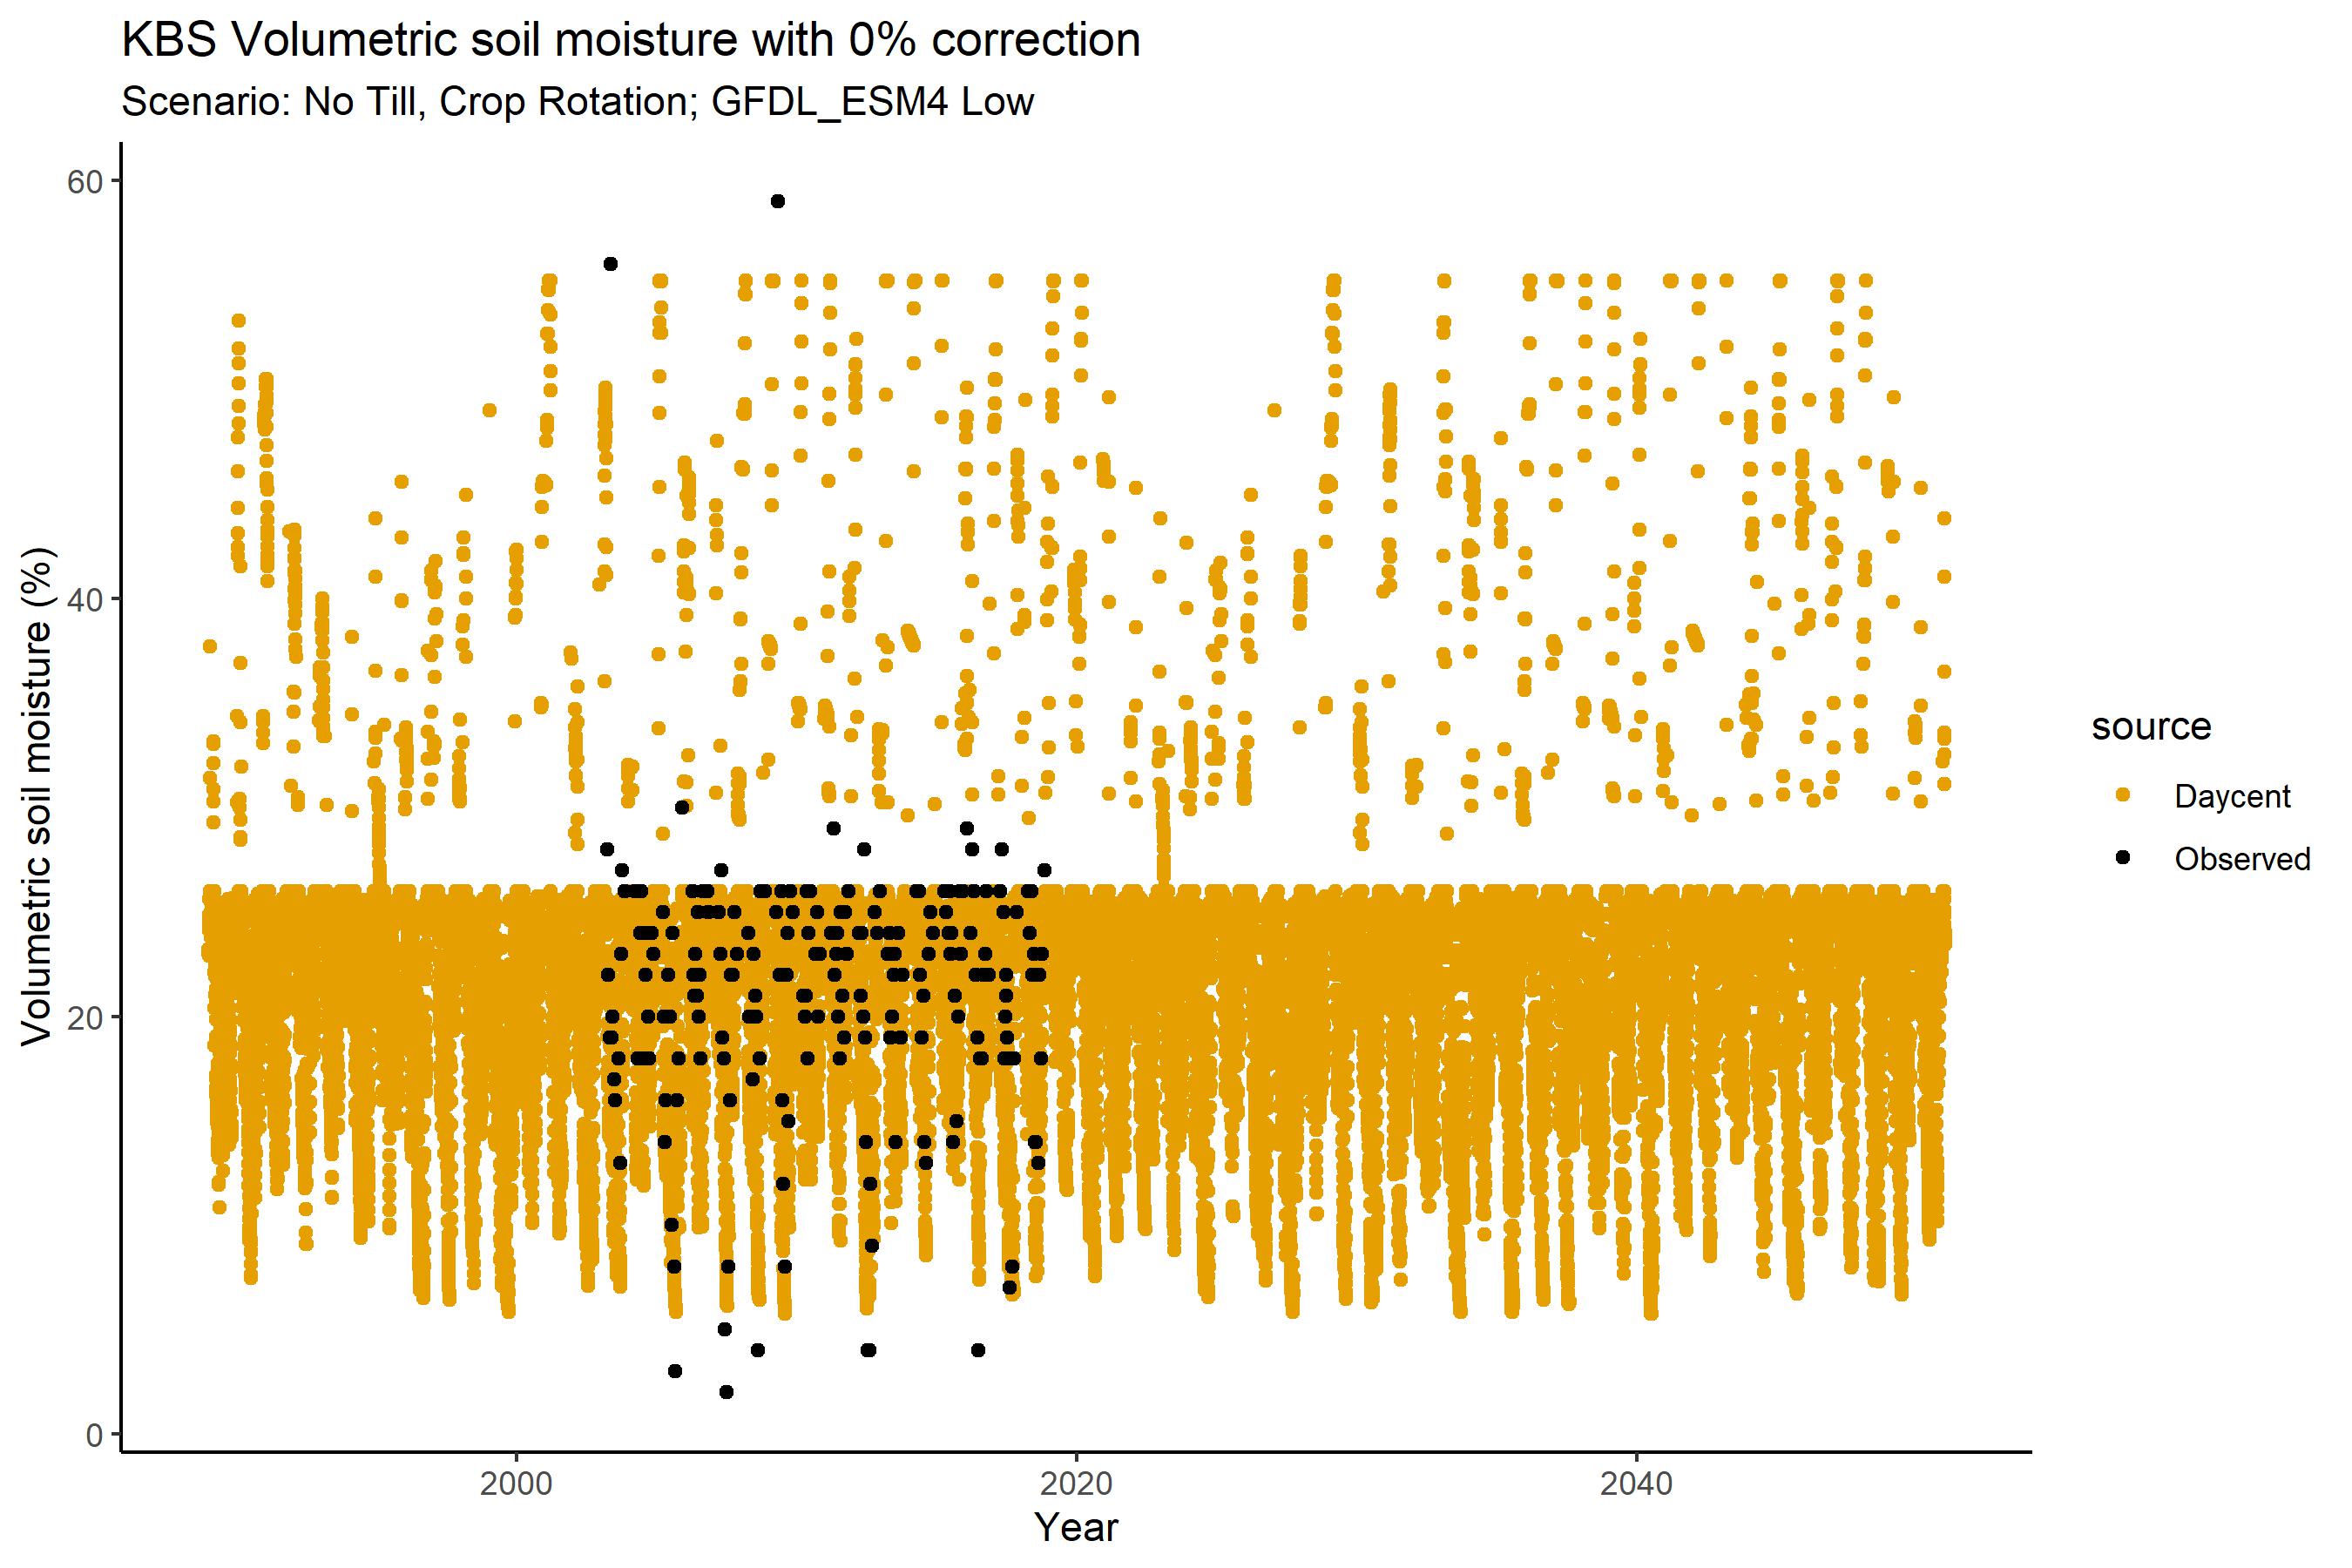 KBS Volumetric soil moisture with 0% correction
Scenario: No Till, Crop Rotation; GFDL_ESM4 Low
Volumetric soil moisture (%)
60
40
20
0
2000
2020
2040
Year
source
Daycent
Observed